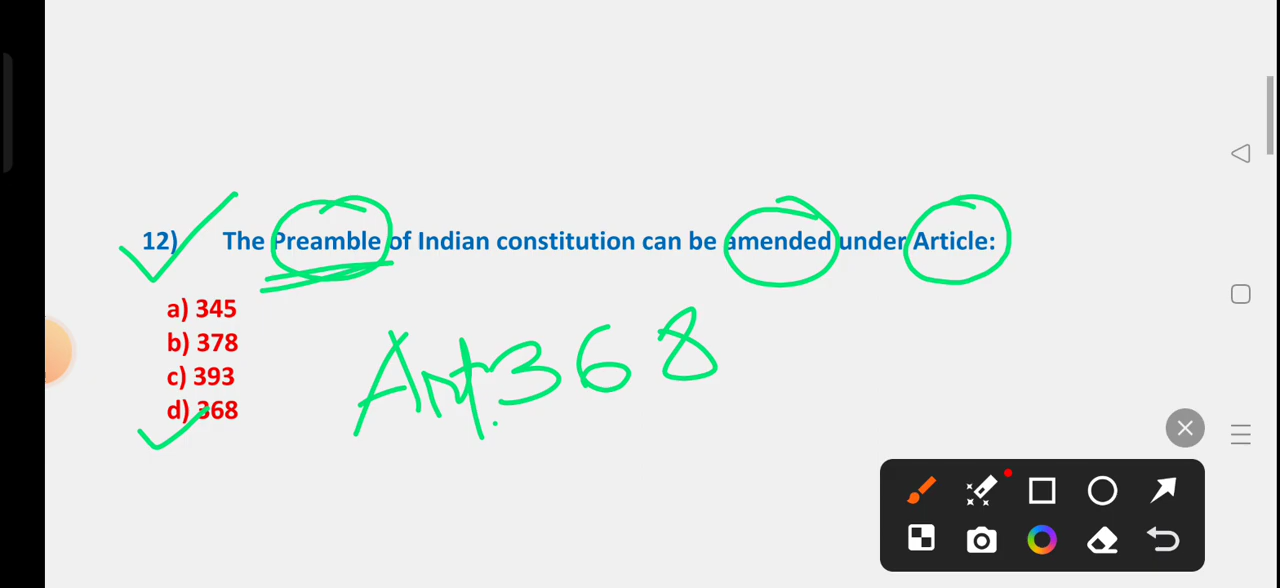 12) The Preamble of Indian constitution can be amended under Article:
a) 345
b) 378
c) 393
d) 368
Art. 368